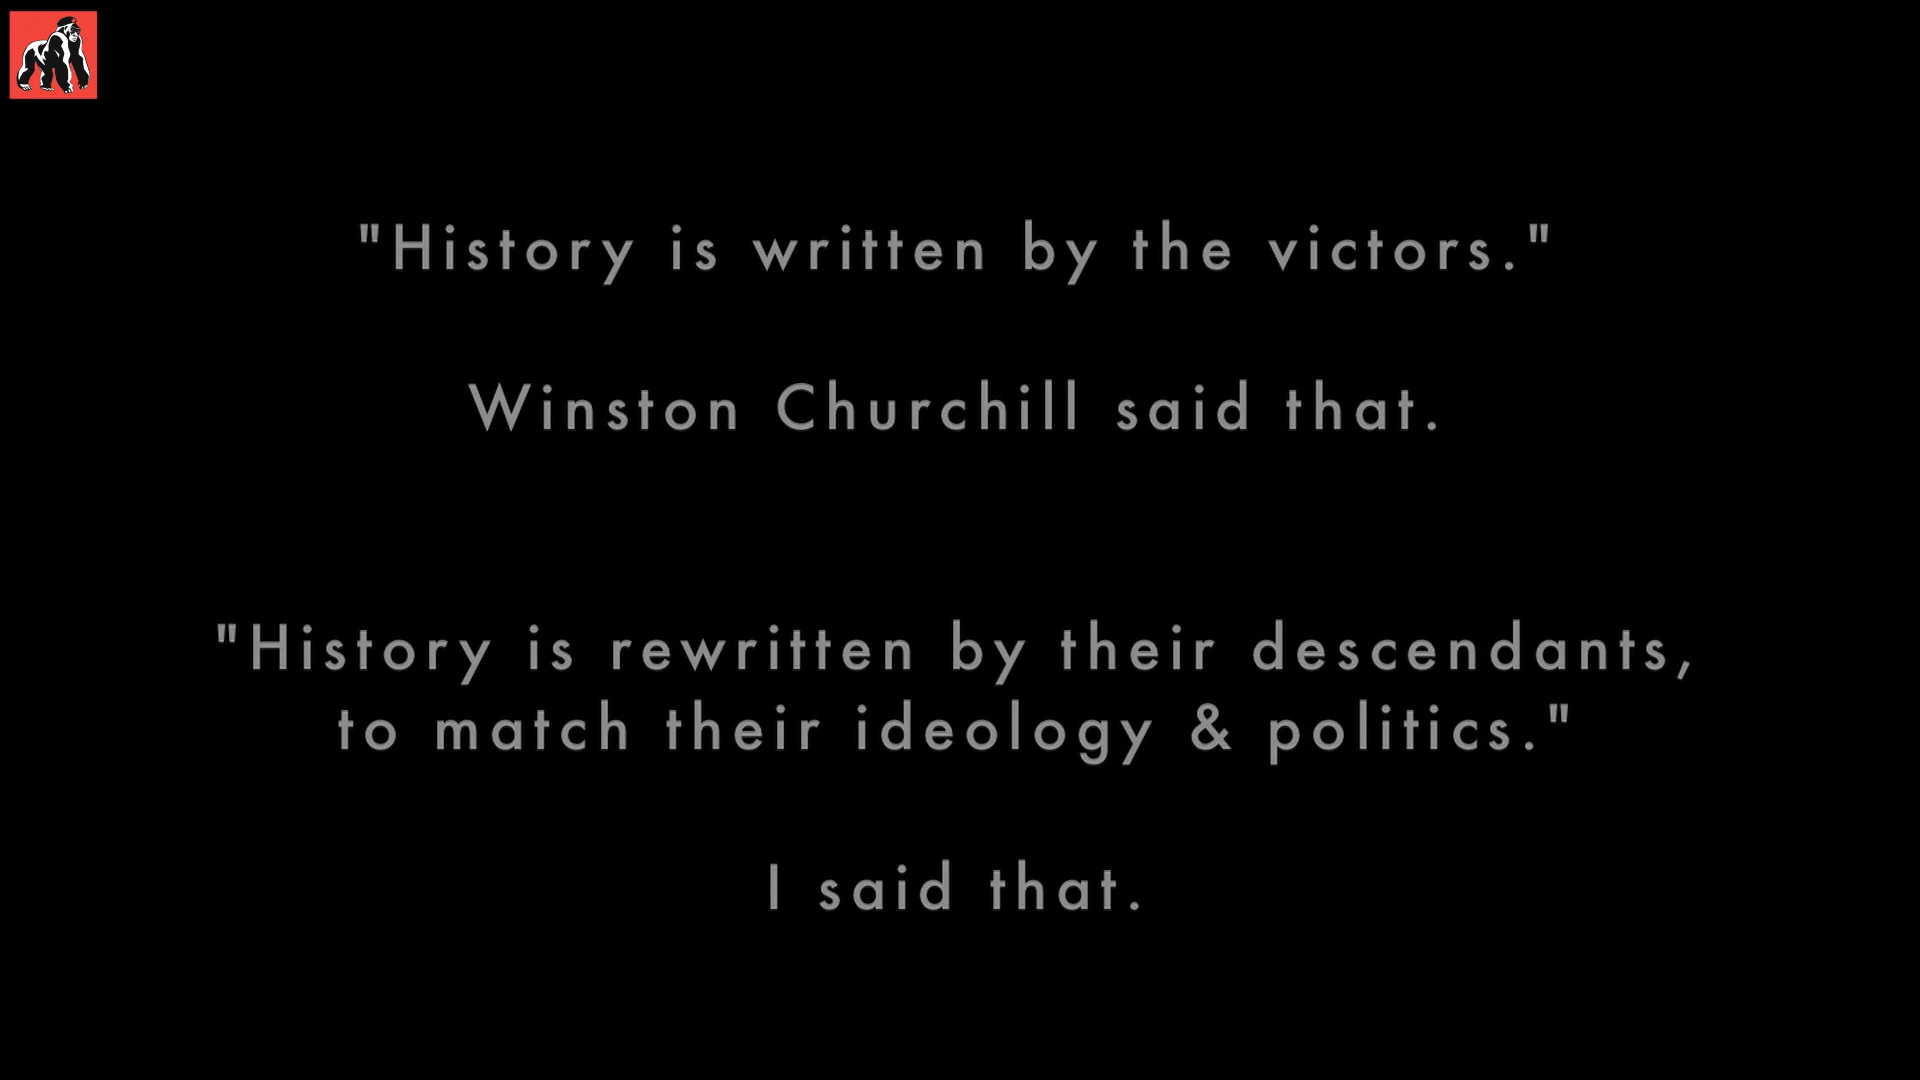 "History is written by the victors."
Winston Churchill said that.
"History is rewritten by their descendants,
to match their ideology & politics."
I said that.